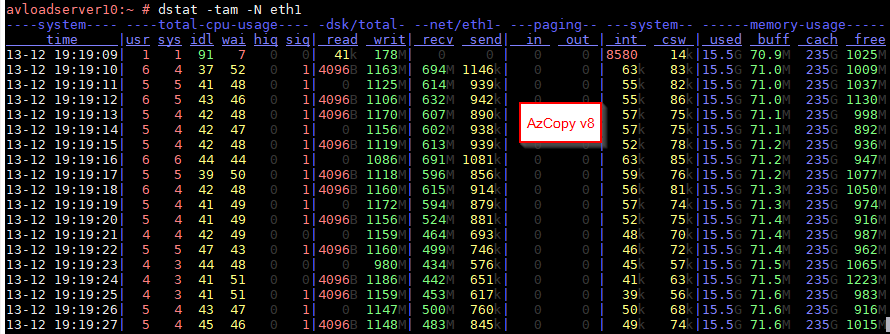 avloadserver10:~ # dstat -tam -N eth1
----system---- ----total-cpu-usage---- -dsk/total- --net/eth1- ---paging-- ---system-- ------memory-usage-----
time |usr sys idl wai hiq siq| read writ| recv send| in out | int csw | used buff cach free
13-12 19:19:09| 1 1 91 7 0 0| 41k 178M| 0 0 | 0 0 |8580 14k|15.5G 70.9M 235G 1025M
13-12 19:19:10| 6 4 37 52 0 1|4096B 1163M| 694M 1146k| 0 0 | 63k 83k|15.5G 71.0M 235G 1009M
13-12 19:19:11| 5 5 41 48 0 1| 0 1125M| 614M 939k| 0 0 | 55k 82k|15.5G 71.0M 235G 1037M
13-12 19:19:12| 6 5 43 46 0 1|4096B 1106M| 632M 942k| 0 0 | 55k 86k|15.5G 71.0M 235G 1130M
13-12 19:19:13| 5 4 42 48 0 1|4096B 1170M| 607M 890k| 0 0 | 57k 75k|15.5G 71.1M 235G 998M
13-12 19:19:14| 5 5 42 47 0 1| 0 1156M| 602M 938k| 0 0 | 57k 75k|15.5G 71.1M 235G 892M
13-12 19:19:15| 5 4 42 48 0 1|4096B 1119M| 613M 939k| 0 0 | 52k 78k|15.5G 71.2M 235G 936M
13-12 19:19:16| 6 6 44 44 0 1| 0 1086M| 691M 1081k| 0 0 | 63k 85k|15.5G 71.2M 235G 947M
13-12 19:19:17| 5 5 39 50 0 1|4096B 1118M| 596M 856k| 0 0 | 59k 76k|15.5G 71.2M 235G 1077M
13-12 19:19:18| 5 4 42 48 0 1|4096B 1160M| 615M 914k| 0 0 | 56k 81k|15.5G 71.3M 235G 1050M
13-12 19:19:19| 5 4 41 49 0 1| 0 1172M| 594M 879k| 0 0 | 57k 74k|15.5G 71.3M 235G 974M
13-12 19:19:20| 5 4 41 49 0 1|4096B 1156M| 524M 881k| 0 0 | 52k 75k|15.5G 71.4M 235G 916M
13-12 19:19:21| 4 4 42 49 0 0| 0 1159M| 464M 693k| 0 0 | 48k 70k|15.5G 71.4M 235G 987M
13-12 19:19:22| 5 5 47 43 0 1|4096B 1160M| 499M 746k| 0 0 | 46k 72k|15.5G 71.4M 235G 962M
13-12 19:19:23| 4 3 44 48 0 0| 0 980M| 434M 576k| 0 0 | 45k 57k|15.5G 71.5M 235G 1065M
13-12 19:19:24| 4 3 41 51 0 1|4096B 1186M| 442M 651k| 0 0 | 41k 63k|15.5G 71.5M 235G 1223M
13-12 19:19:25| 4 3 41 51 0 1|4096B 1159M| 453M 617k| 0 0 | 39k 56k|15.5G 71.6M 235G 983M
13-12 19:19:26| 5 4 43 47 0 1| 0 1147M| 500M 760k| 0 0 | 50k 68k|15.5G 71.6M 235G 916M
13-12 19:19:27| 5 4 45 46 0 1|4096B 1148M| 483M 845k| 0 0 | 49k 74k|15.5G 71.6M 235G 1015M
AzCopy v8